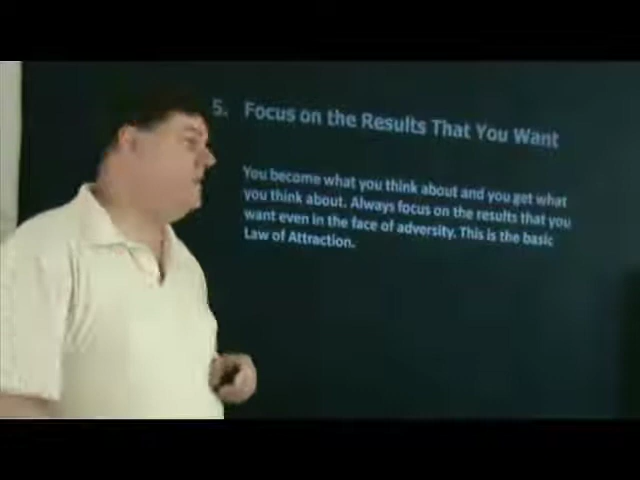 5. Focus on the Results That You Want
You become what you think about and you get what
you think about. Always focus on the results that you
want even in the face of adversity. This is the basic
Law of Attraction.